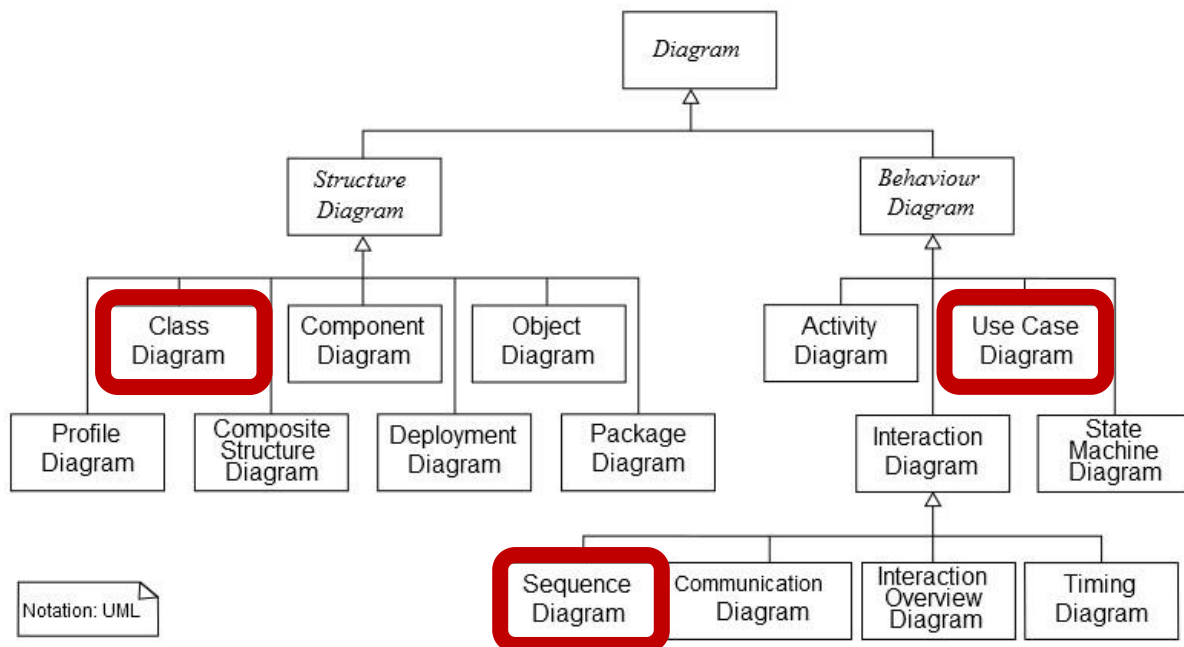 Diagram
Structure
Diagram
Behaviour
Diagram
Class
Diagram
Component
Diagram
Object
Diagram
Activity
Diagram
Use Case
Diagram
Profile
Diagram
Composite
Structure
Diagram
Deployment
Diagram
Package
Diagram
Interaction
Diagram
State
Machine
Diagram
Sequence
Diagram
Communication
Diagram
Interaction
Overview
Diagram
Timing
Diagram
Notation: UML